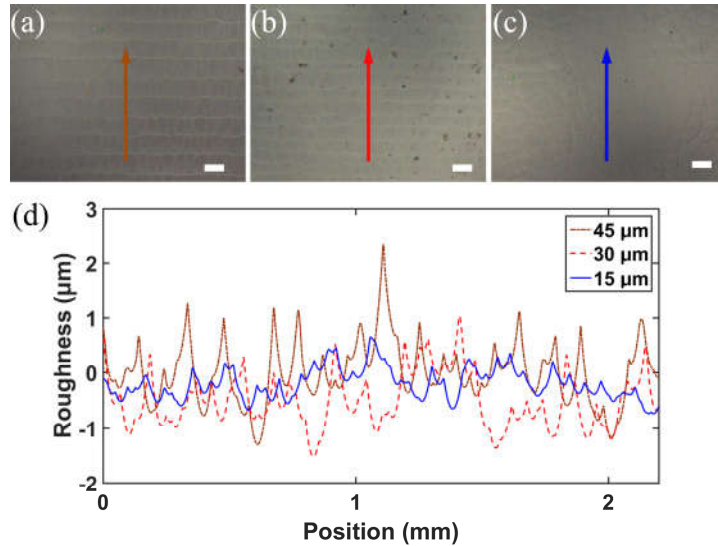 (a) (b) (c)
(d)
3
2
1
0
-1
-2
Roughness (µm)
45 µm
30 µm
15 µm
0 1 2
Position (mm)